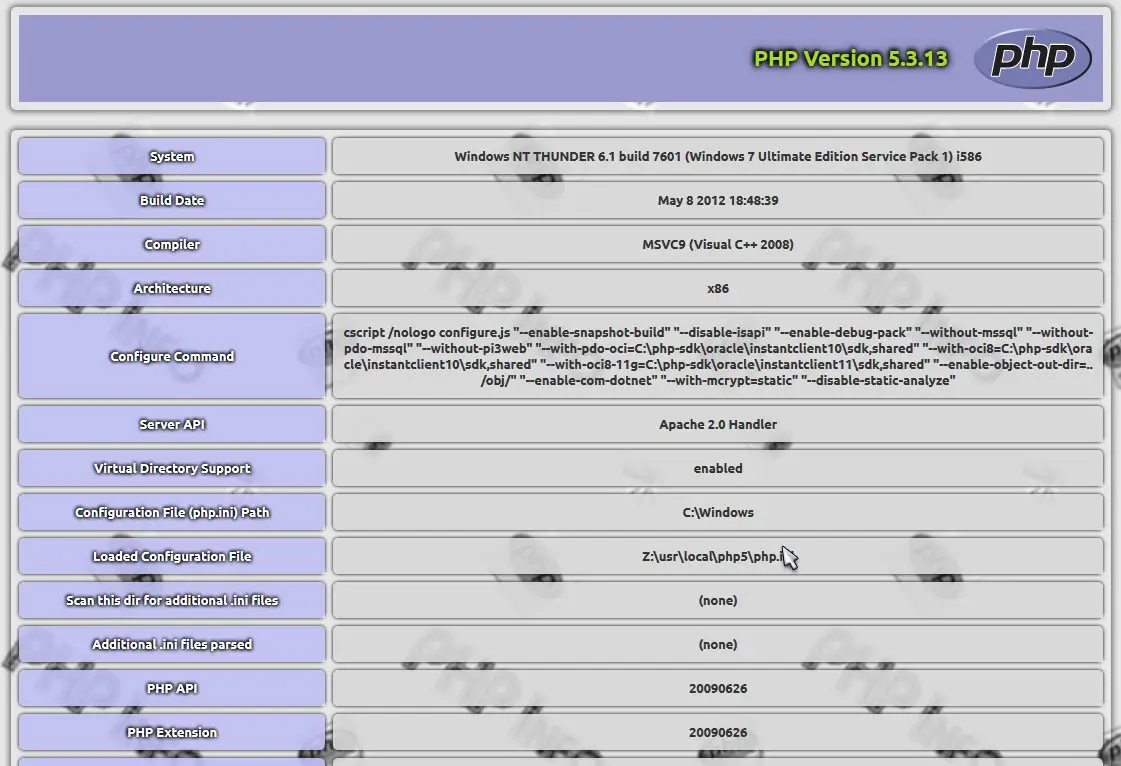 PHP Version 5.3.13
php
System
Windows NT THUNDER 6.1 build 7601 (Windows 7 Ultimate Edition Service Pack 1) i586
Build Date
May 8 2012 18:48:39
Compiler
MSVC9 (Visual C++ 2008)
Architecture
x86
Configure Command
cscript /nologo configure.js "--enable-snapshot-build" "--disable-isapi" "--enable-debug-pack" "--without-mssql" "--without-
pdo-mssql" "--without-pi3web" "--with-pdo-oci=C:\php-sdk\oracle\instantclient10\sdk,shared" "--with-oci8=C:\php-sdk\ora
cle\instantclient10\sdk,shared" "--with-oci8-11g=C:\php-sdk\oracle\instantclient11\sdk,shared" "--enable-object-out-dir=..
/obj/" "--enable-com-dotnet" "--with-mcrypt=static" "--disable-static-analyze"
Server API
Apache 2.0 Handler
Virtual Directory Support
enabled
Configuration File (php.ini) Path
C:\Windows
Loaded Configuration File
Z:\usr\local\php5\php.i
Scan this dir for additional .ini files
(none)
Additional .ini files parsed
(none)
PHP API
20090626
PHP Extension
20090626